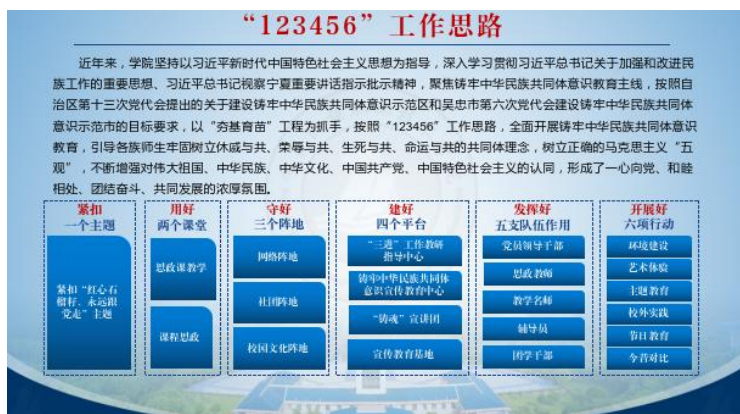 “123456”工作思路
近年来，学院坚持以习近平新时代中国特色社会主义思想为指导，深入学习贯彻习近平总书记关于加强和改进民
族工作的重要思想、习近平总书记视察宁夏重要讲话指示批示精神，聚焦铸牢中华民族共同体意识教育主线，按照自
治区第十三次党代会提出的关于建设铸牢中华民族共同体意识示范区和吴忠市第六次党代会建设铸牢中华民族共同体
意识示范市的目标要求，以“夯基育苗”工程为抓手，按照“123456”工作思路，全面开展铸牢中华民族共同体意识
教育，引导各族师生牢固树立休戚与共、荣辱与共、生死与共、命运与共的共同体理念，树立正确的马克思主义“五
观”，不断增强对伟大祖国、中华民族、中华文化、中国共产党、中国特色社会主义的认同，形成了一心向党、和睦
相处、团结奋斗、共同发展的浓厚氛围。
紧扣
一个主题
紧扣“红心石
榴籽、永远跟
党走”主题
用好
两个课堂
思政课教学
课程思政
守好
三个阵地
网络阵地
社团阵地
校园文化阵地
建好
四个平台
“三进”工作教研
指导中心
铸牢中华民族共同体
意识宣传教育中心
“铸魂”宣讲团
宣传教育基地
发挥好
五支队伍作用
党员领导干部
思政教师
教学名师
辅导员
团学干部
开展好
六项行动
环境建设
艺术体验
主题教育
校外实践
节日教育
今昔对比